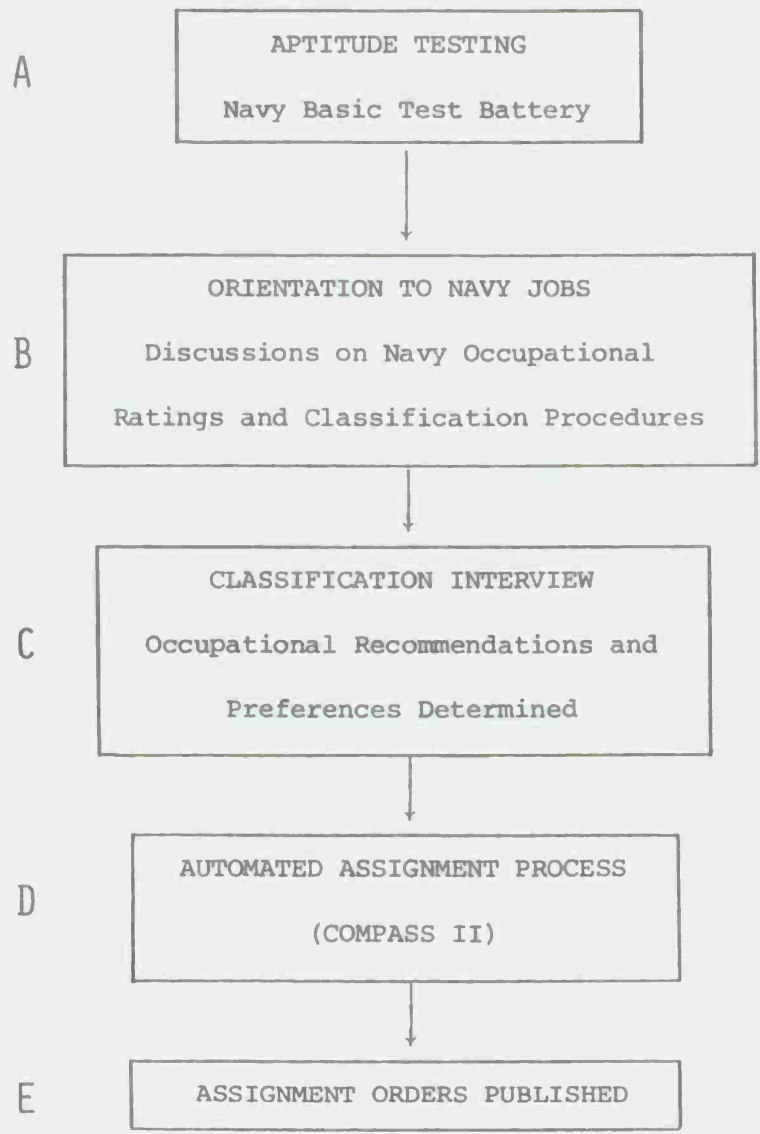 A
APTITUDE TESTING
Navy Basic Test Battery
B
ORIENTATION TO NAVY JOBS
Discussions on Navy Occupational
Ratings and Classification Procedures
C
CLASSIFICATION INTERVIEW
Occupational Recommendations and
Preferences Determined
D
AUTOMATED ASSIGNMENT PROCESS
(COMPASS II)
E
ASSIGNMENT ORDERS PUBLISHED